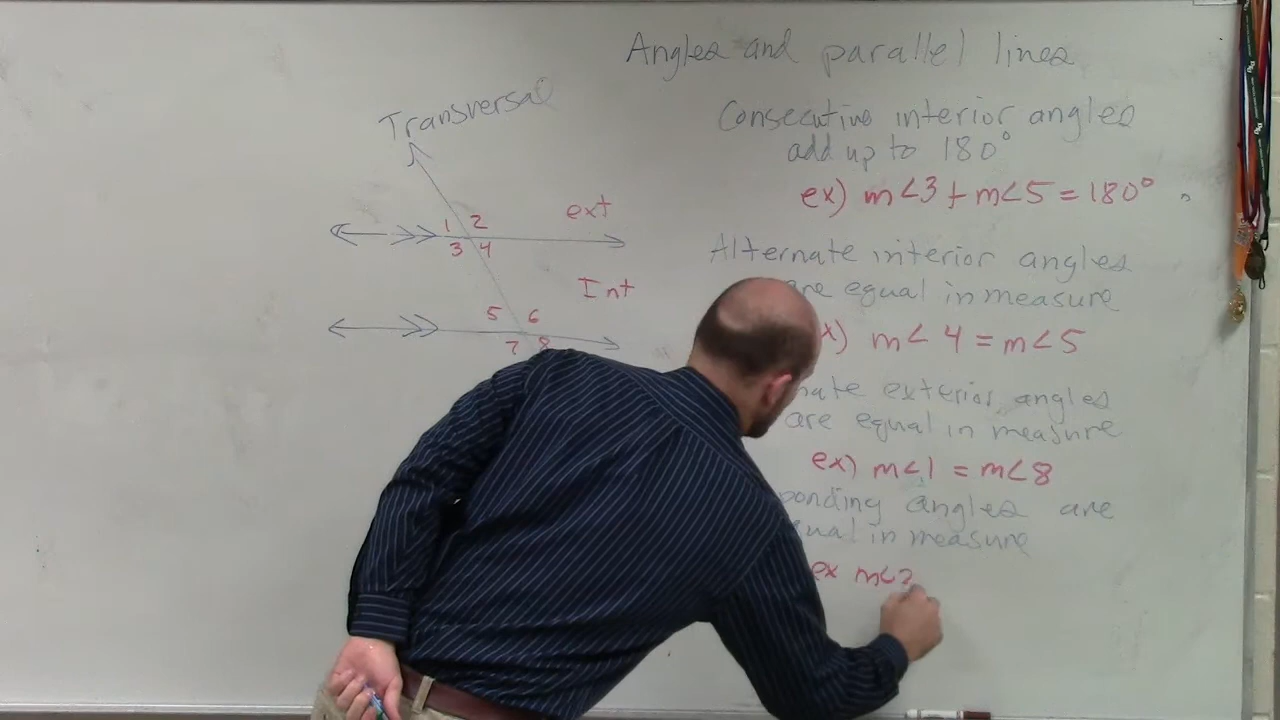 Angles and parallel lines
Transversal
Consecutive interior angles
add up to 180°
ex) m<3 + m<5 = 180°
1 2
ext
3 4
Alternate interior angles
are equal in measure
Int
5 6
7 8
x) m<4 = m<5
nate exterior angles
are equal in measure
ex) m<1 = m<8
ponding angles are
ual in measure
ex m<2